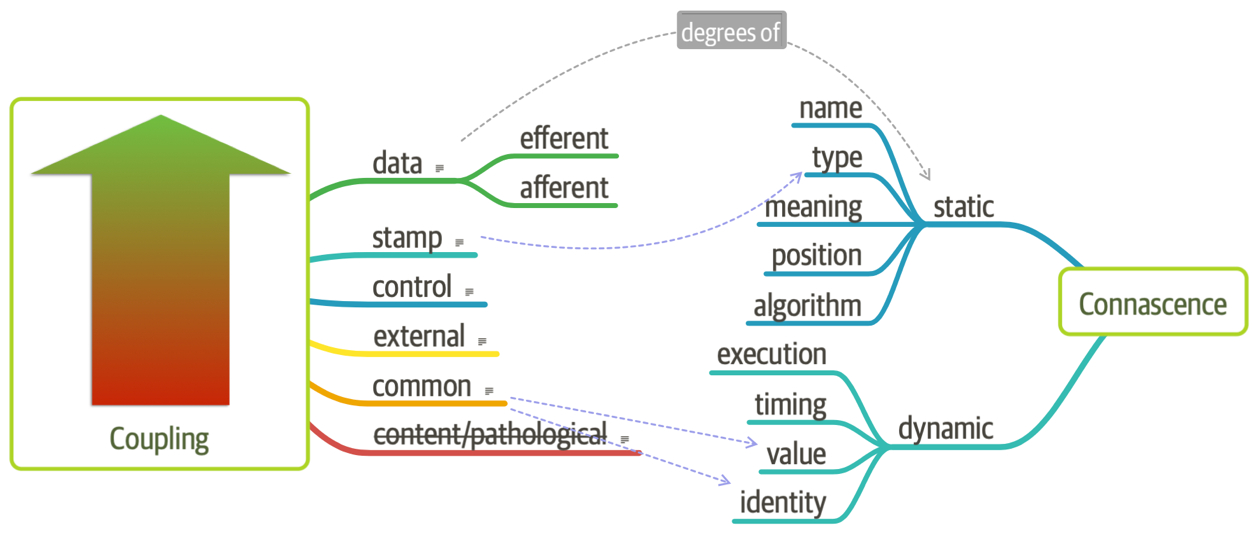 degrees of
Coupling
data
efferent
afferent
stamp
control
external
common
content/pathological
name
type
meaning
position
algorithm
static
Connascence
execution
timing
value
identity
dynamic